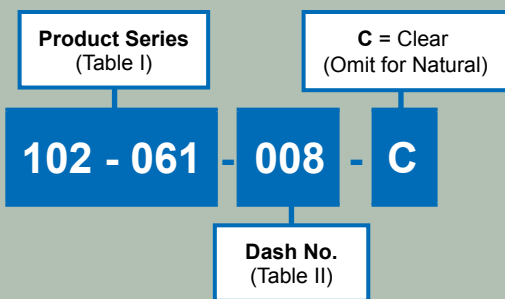 Product Series
(Table I)
C = Clear
(Omit for Natural)
102 - 061 - 008 - C
Dash No.
(Table II)